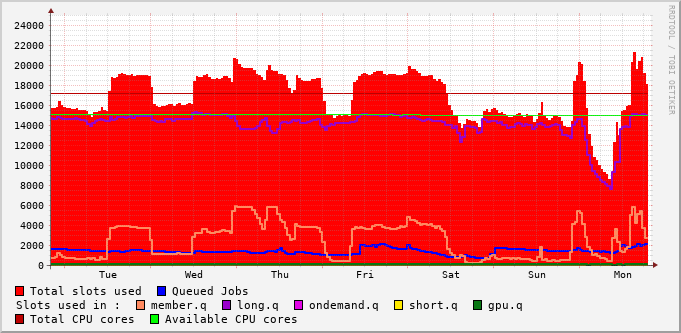 RRDTOOL / TOBI OETIKER
24000
22000
20000
18000
16000
14000
12000
10000
8000
6000
4000
2000
0
Tue Wed Thu Fri Sat Sun Mon
Total slots used Queued Jobs
Slots used in : member.q long.q ondemand.q short.q gpu.q
Total CPU cores Available CPU cores